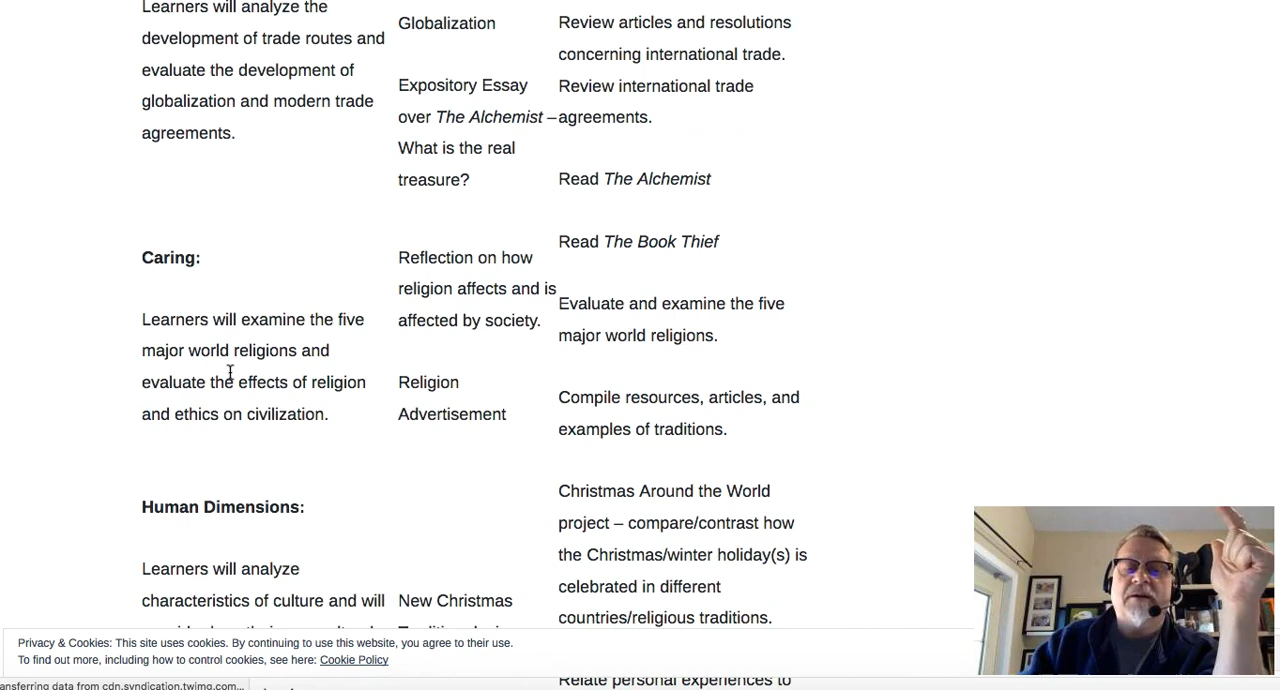 Learners will analyze the
development of trade routes and
evaluate the development of
globalization and modern trade
agreements.
Caring:
Learners will examine the five
major world religions and
evaluate the effects of religion
and ethics on civilization.
Human Dimensions:
Learners will analyze
characteristics of culture and will
Globalization
Expository Essay
over The Alchemist –
What is the real
treasure?
Reflection on how
religion affects and is
affected by society.
Religion
Advertisement
New Christmas
Review articles and resolutions
concerning international trade.
Review international trade
agreements.
Read The Alchemist
Read The Book Thief
Evaluate and examine the five
major world religions.
Compile resources, articles, and
examples of traditions.
Christmas Around the World
project – compare/contrast how
the Christmas/winter holiday(s) is
celebrated in different
countries/religious traditions.
Relate personal experiences to
Privacy & Cookies: This site uses cookies. By continuing to use this website, you agree to their use.
To find out more, including how to control cookies, see here: Cookie Policy
ansferring data from cdn.syndication.twimg.com...